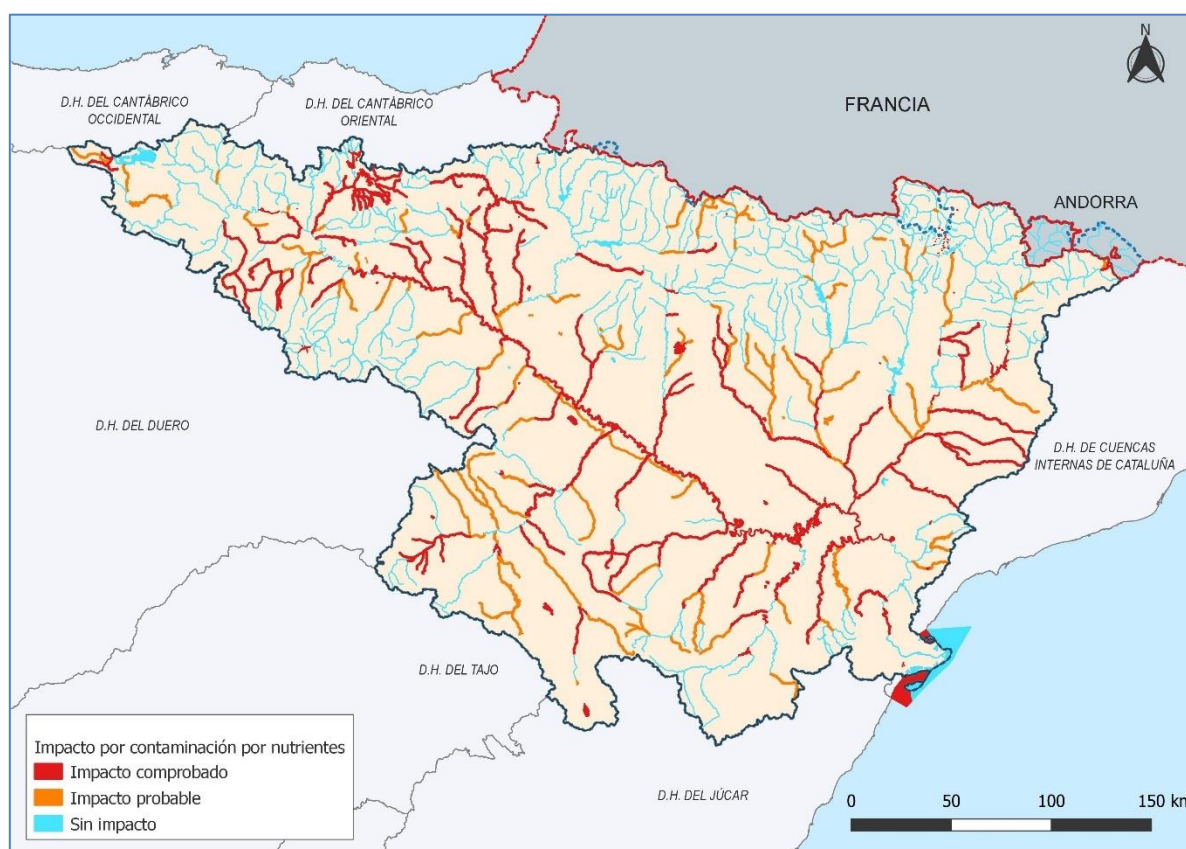 N
D.H. DEL CANTÁBRICO
OCCIDENTAL
D.H. DEL CANTÁBRICO
ORIENTAL
FRANCIA
ANDORRA
D.H. DEL DUERO
D.H. DE CUENCAS
INTERNAS DE CATALUÑA
D.H. DEL TAJO
D.H. DEL JÚCAR
Impacto por contaminación por nutrientes
Impacto comprobado
Impacto probable
Sin impacto
0 50 100 150 km